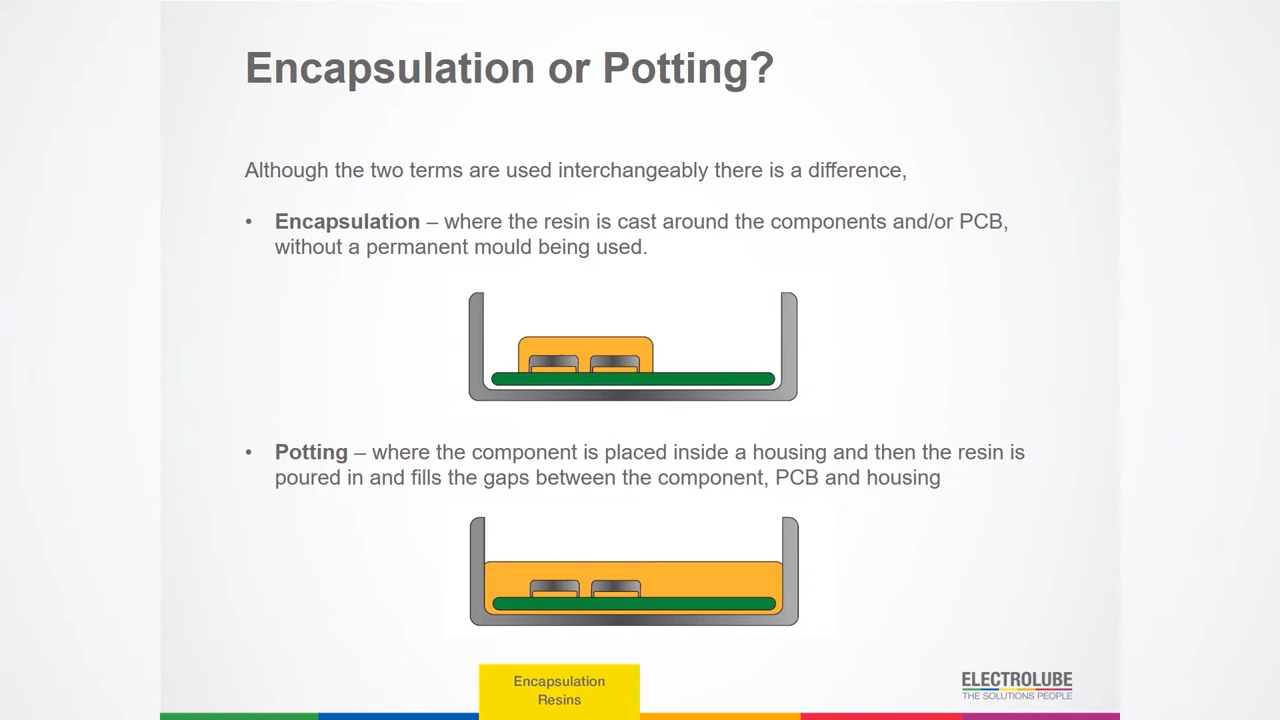 Encapsulation or Potting?
Although the two terms are used interchangeably there is a difference,
• Encapsulation – where the resin is cast around the components and/or PCB,
without a permanent mould being used.
• Potting – where the component is placed inside a housing and then the resin is
poured in and fills the gaps between the component, PCB and housing
Encapsulation
Resins
ELECTROLUBE
THE SOLUTIONS PEOPLE